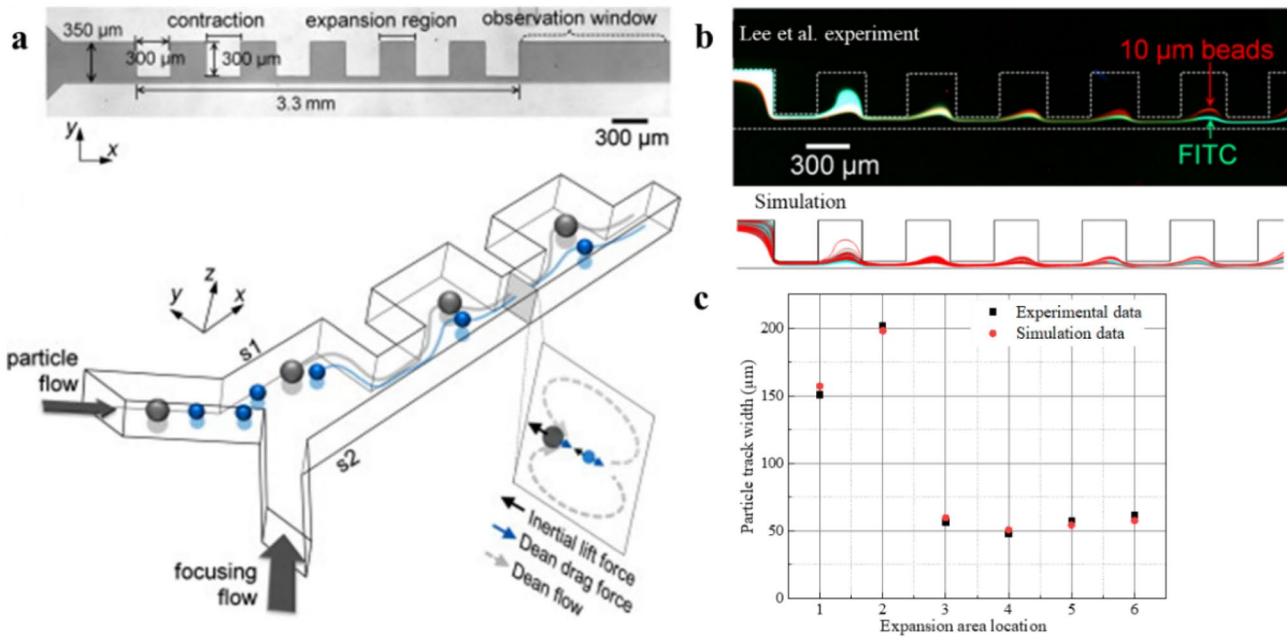 a
contraction
expansion region
observation window
350 µm
300 µm
300 µm
3.3 mm
300 µm
y
x
z
y
x
s1
particle
flow
s2
focusing
flow
Inertial lift force
Dean drag force
Dean flow
b
Lee et al. experiment
10 µm beads
300 µm
FITC
Simulation
c
Experimental data
Simulation data
Particle track width (µm)
200
150
100
50
0
1 2 3 4 5 6
Expansion area location